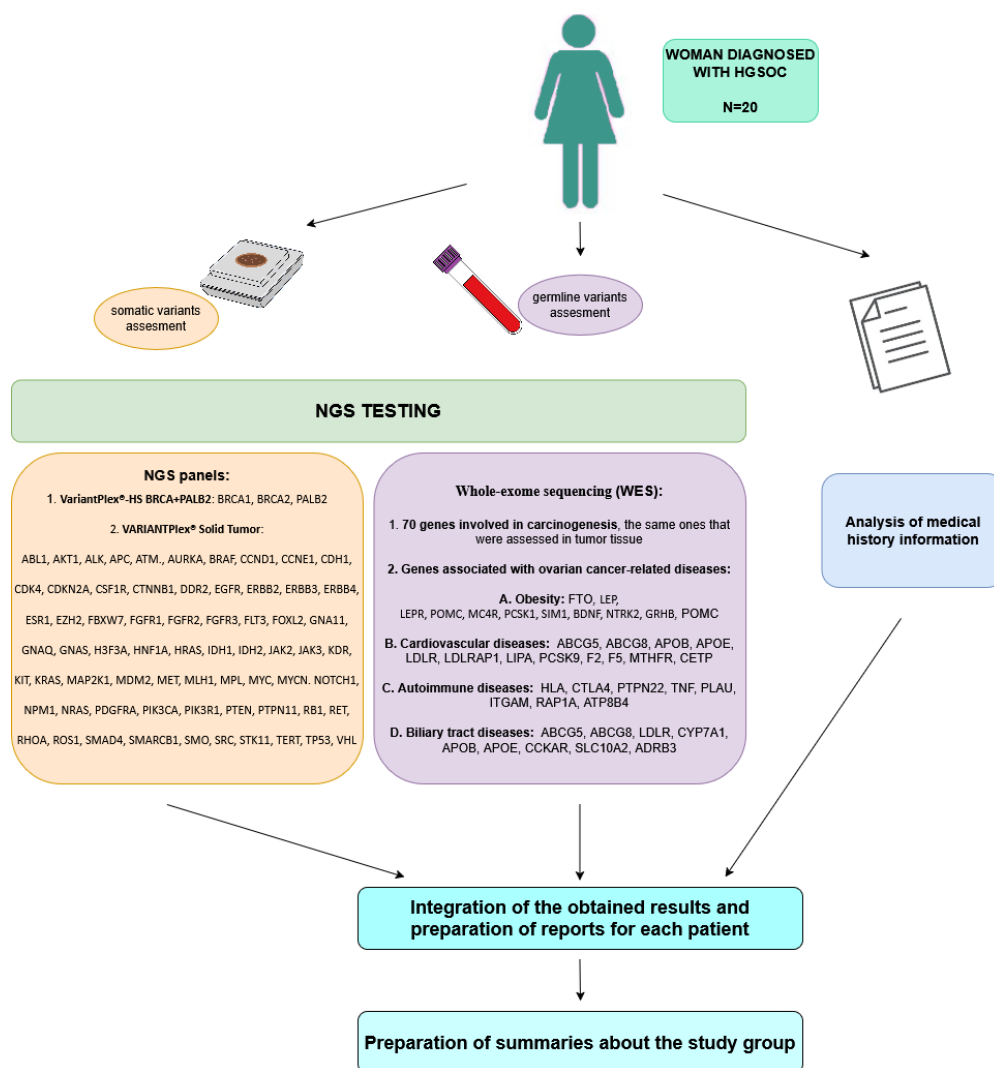 WOMAN DIAGNOSED
WITH HGSOC
N=20
somatic variants
assesment
germline variants
assesment
NGS TESTING
NGS panels:
1. VariantPlex®-HS BRCA+PALB2: BRCA1, BRCA2, PALB2
2. VARIANTPlex® Solid Tumor:
ABL1, AKT1, ALK, APC, ATM., AURKA, BRAF, CCND1, CCNE1, CDH1,
CDK4, CDKN2A, CSF1R, CTNNB1, DDR2, EGFR, ERBB2, ERBB3, ERBB4,
ESR1, EZH2, FBXW7, FGFR1, FGFR2, FGFR3, FLT3, FOXL2, GNA11,
GNAQ, GNAS, H3F3A, HNF1A, HRAS, IDH1, IDH2, JAK2, JAK3, KDR,
KIT, KRAS, MAP2K1, MDM2, MET, MLH1, MPL, MYC, MYCN. NOTCH1,
NPM1, NRAS, PDGFRA, PIK3CA, PIK3R1, PTEN, PTPN11, RB1, RET,
RHOA, ROS1, SMAD4, SMARCB1, SMO, SRC, STK11, TERT, TP53, VHL
Whole-exome sequencing (WES):
1. 70 genes involved in carcinogenesis, the same ones that
were assessed in tumor tissue
2. Genes associated with ovarian cancer-related diseases:
A. Obesity: FTO, LEP,
LEPR, POMC, MC4R, PCSK1, SIM1, BDNF, NTRK2, GRHB, POMC
B. Cardiovascular diseases: ABCG5, ABCG8, APOB, APOE,
LDLR, LDLRAP1, LIPA, PCSK9, F2, F5, MTHFR, CETP
C. Autoimmune diseases: HLA, CTLA4, PTPN22, TNF, PLAU,
ITGAM, RAP1A, ATP8B4
D. Biliary tract diseases: ABCG5, ABCG8, LDLR, CYP7A1,
APOB, APOE, CCKAR, SLC10A2, ADRB3
Analysis of medical
history information
Integration of the obtained results and
preparation of reports for each patient
Preparation of summaries about the study group